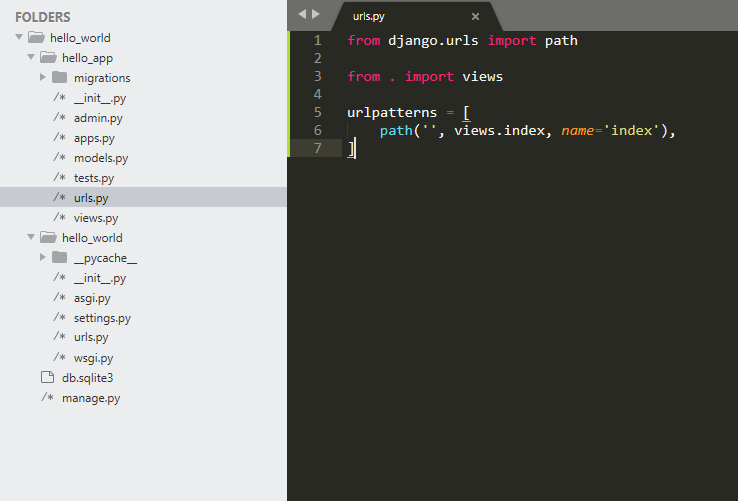 FOLDERS
hello_world
hello_app
migrations
/* __init__.py
/* admin.py
/* apps.py
/* models.py
/* tests.py
/* urls.py
/* views.py
hello_world
__pycache__
/* __init__.py
/* asgi.py
/* settings.py
/* urls.py
/* wsgi.py
db.sqlite3
/* manage.py
urls.py ×
1 from django.urls import path
2
3 from . import views
4
5 urlpatterns = [
6     path('', views.index, name='index'),
7 ]